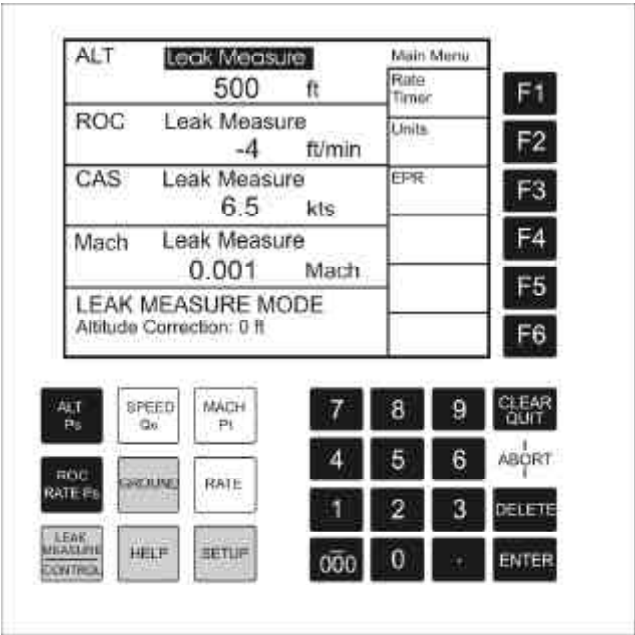 ALT Leak Measure
500 ft
ROC Leak Measure
-4 ft/min
CAS Leak Measure
6.5 kts
Mach Leak Measure
0.001 Mach
LEAK MEASURE MODE
Altitude Correction: 0 ft
Main Menu
Rate
Timer
Units
EPR
F1
F2
F3
F4
F5
F6
ALT
Ps
SPEED
Qc
MACH
Pt
ROC
RATE Ps
GROUND
RATE
LEAK
MEASURE
CONTROL
HELP
SETUP
7 8 9 CLEAR
QUIT
4 5 6 ABORT
1 2 3 DELETE
000 0 . ENTER